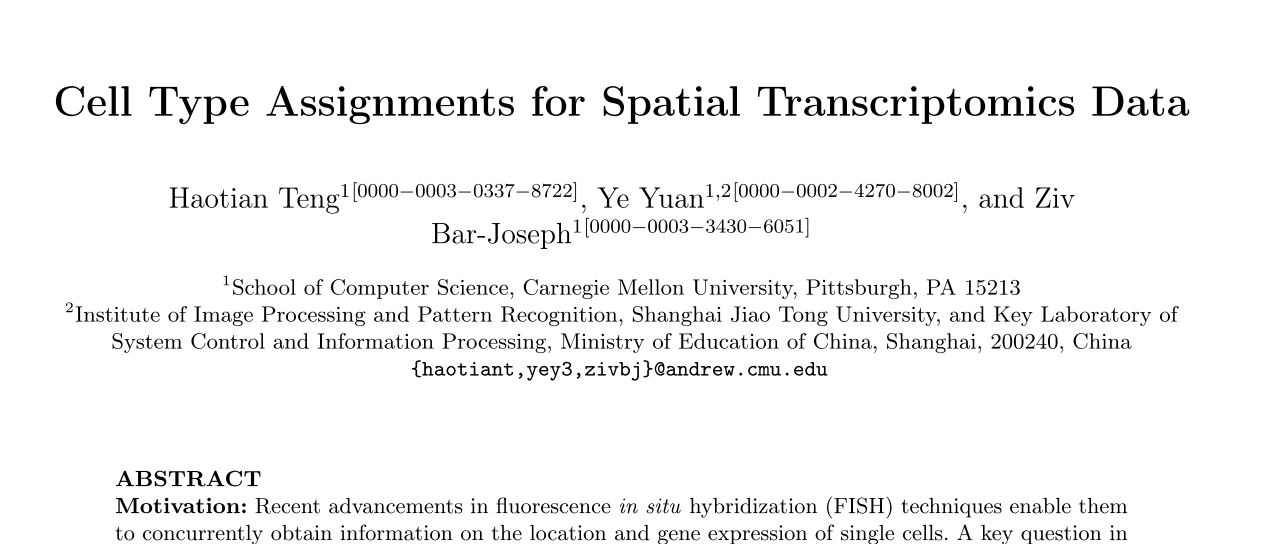 Cell Type Assignments for Spatial Transcriptomics Data
Haotian Teng1[0000−0003−0337−8722], Ye Yuan1,2[0000−0002−4270−8002], and Ziv
Bar-Joseph1[0000−0003−3430−6051]
1School of Computer Science, Carnegie Mellon University, Pittsburgh, PA 15213
2Institute of Image Processing and Pattern Recognition, Shanghai Jiao Tong University, and Key Laboratory of
System Control and Information Processing, Ministry of Education of China, Shanghai, 200240, China
{haotiant,yey3,zivbj}@andrew.cmu.edu
ABSTRACT
Motivation: Recent advancements in fluorescence in situ hybridization (FISH) techniques enable them
to concurrently obtain information on the location and gene expression of single cells. A key question in